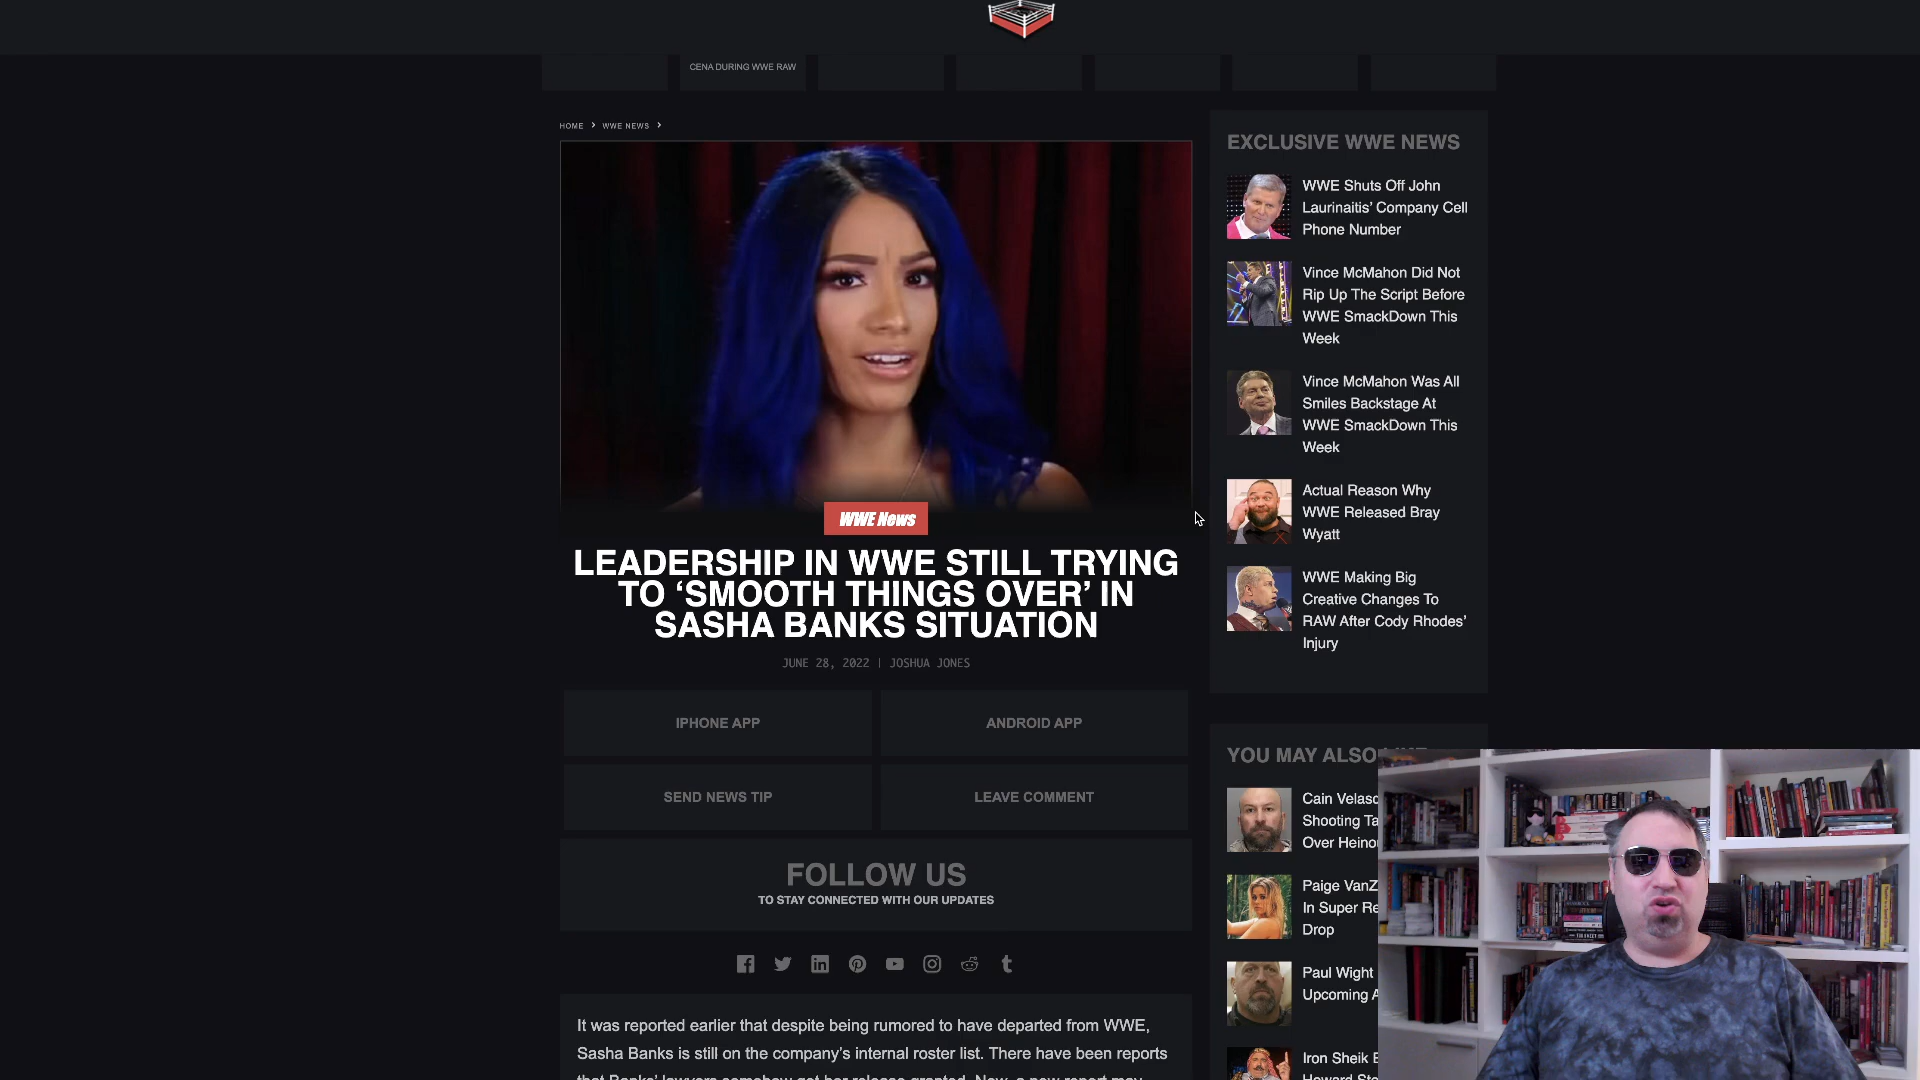 CENA DURING WWE RAW
HOME
WWE NEWS
WWE News
LEADERSHIP IN WWE STILL TRYING
TO ‘SMOOTH THINGS OVER’ IN
SASHA BANKS SITUATION
JUNE 28, 2022 | JOSHUA JONES
IPHONE APP
ANDROID APP
SEND NEWS TIP
LEAVE COMMENT
FOLLOW US
TO STAY CONNECTED WITH OUR UPDATES
It was reported earlier that despite being rumored to have departed from WWE,
Sasha Banks is still on the company’s internal roster list. There have been reports
that Banks’ lawyers somehow got her release granted. Now, a new report may
EXCLUSIVE WWE NEWS
WWE Shuts Off John
Laurinaitis’ Company Cell
Phone Number
Vince McMahon Did Not
Rip Up The Script Before
WWE SmackDown This
Week
Vince McMahon Was All
Smiles Backstage At
WWE SmackDown This
Week
Actual Reason Why
WWE Released Bray
Wyatt
WWE Making Big
Creative Changes To
RAW After Cody Rhodes’
Injury
YOU MAY ALSO
Cain Velas
Shooting Ta
Over Heino
Paige VanZ
In Super Re
Drop
Paul Wight
Upcoming A
Iron Sheik
Howard Ste